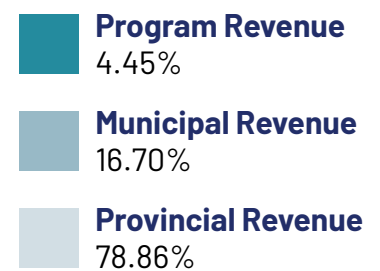 Program Revenue
4.45%
Municipal Revenue
16.70%
Provincial Revenue
78.86%